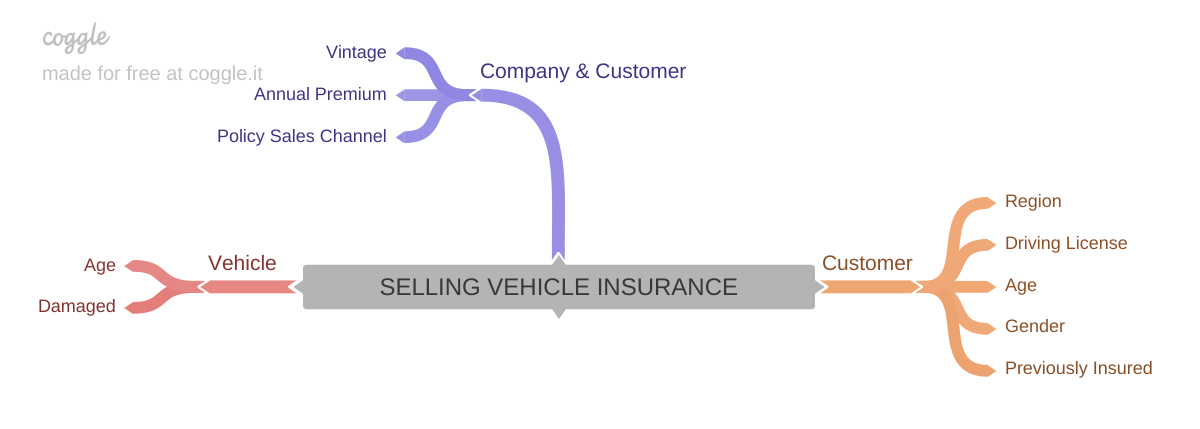 coggle
made for free at coggle.it
Vintage
Annual Premium
Policy Sales Channel
Company & Customer
Age
Damaged
Vehicle
SELLING VEHICLE INSURANCE
Customer
Region
Driving License
Age
Gender
Previously Insured